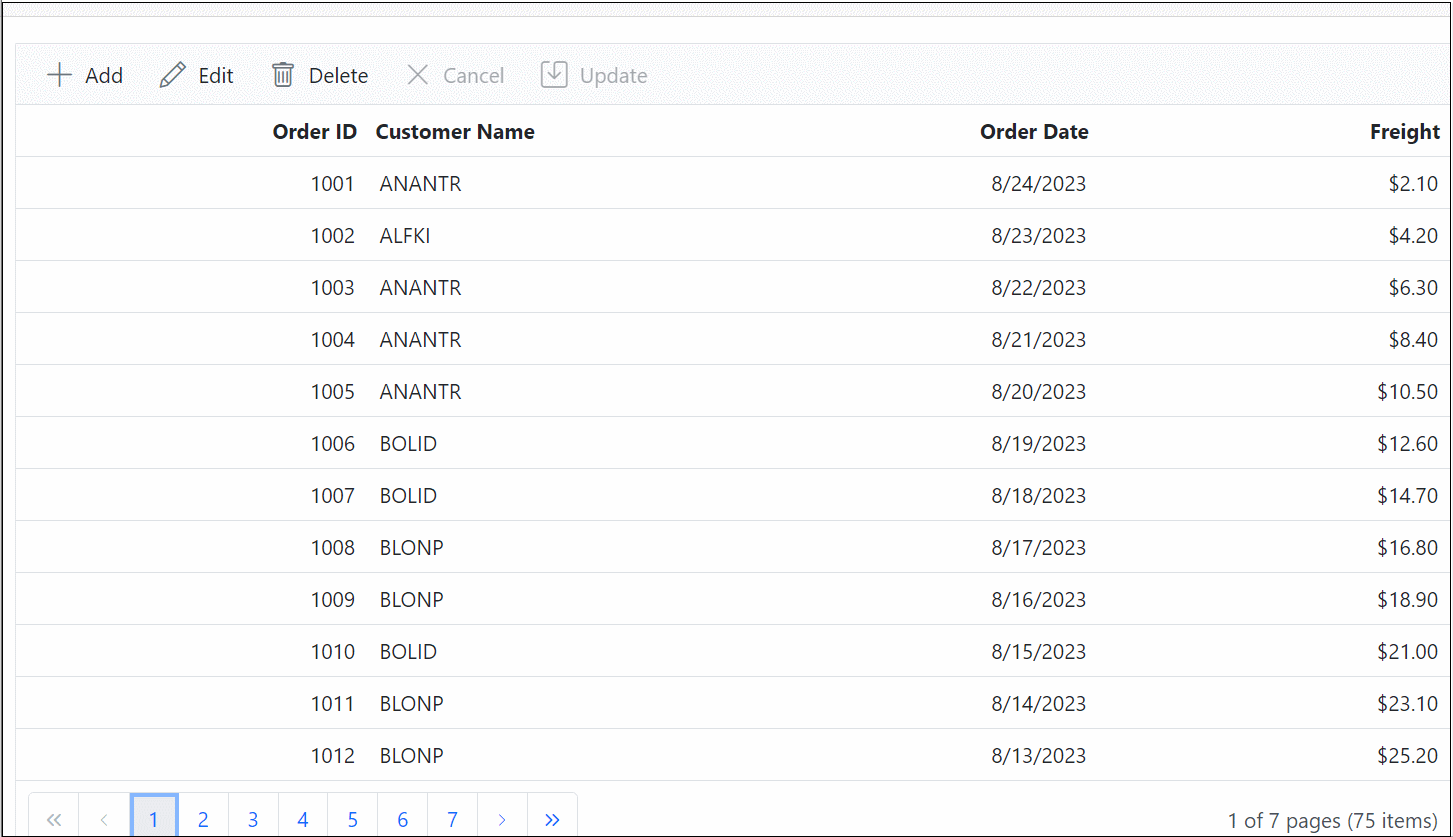 Add Edit Delete Cancel Update
Order ID Customer Name Order Date Freight
1001 ANANTR 8/24/2023 $2.10
1002 ALFKI 8/23/2023 $4.20
1003 ANANTR 8/22/2023 $6.30
1004 ANANTR 8/21/2023 $8.40
1005 ANANTR 8/20/2023 $10.50
1006 BOLID 8/19/2023 $12.60
1007 BOLID 8/18/2023 $14.70
1008 BLONP 8/17/2023 $16.80
1009 BLONP 8/16/2023 $18.90
1010 BOLID 8/15/2023 $21.00
1011 BLONP 8/14/2023 $23.10
1012 BLONP 8/13/2023 $25.20
1 2 3 4 5 6 7 1 of 7 pages (75 items)